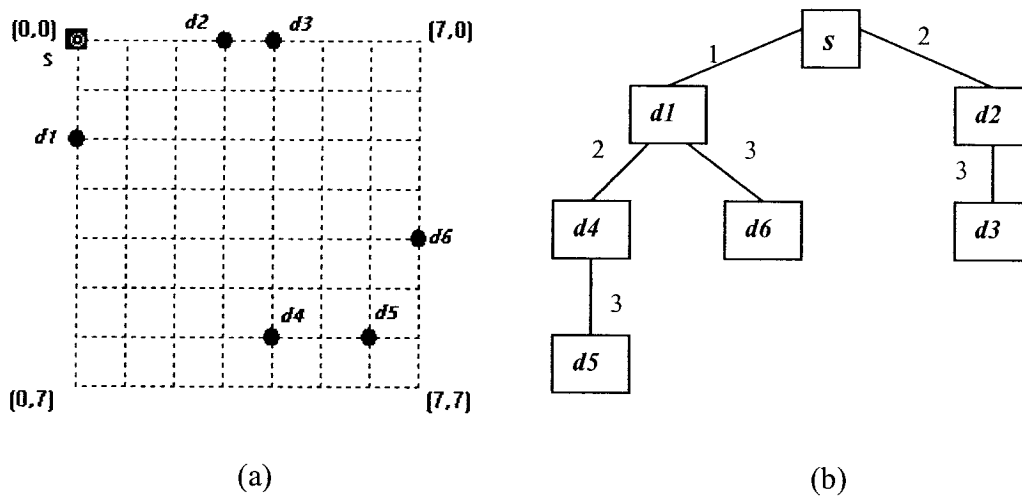 (0,0) d2 d3 (7,0)
s
d1
d6
d4 d5
(0,7) (7,7)
(a)
s
1 2
d1 d2
2 3 3
d4 d6 d3
3
d5
(b)